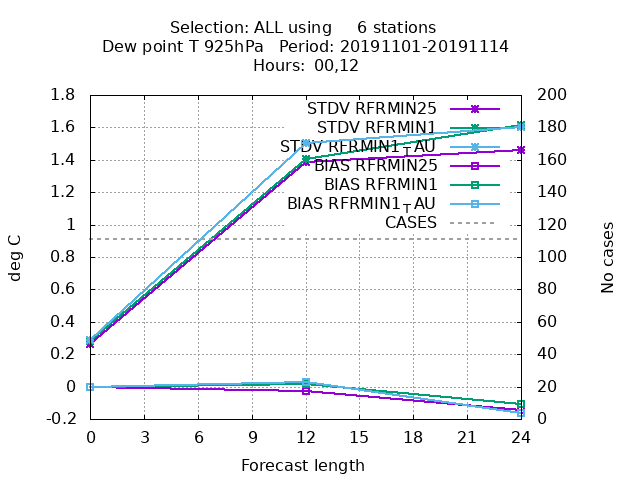 Selection: ALL using 6 stations
Dew point T 925hPa Period: 20191101-20191114
Hours: 00,12
1.8
1.6
1.4
1.2
1
0.8
0.6
0.4
0.2
0
-0.2
deg C
STDV RFRMIN25
STDV RFRMIN1
STDV RFRMIN1_TAU
BIAS RFRMIN25
BIAS RFRMIN1
BIAS RFRMIN1_TAU
CASES
200
180
160
140
120
100
80
60
40
20
0
No cases
0 3 6 9 12 15 18 21 24
Forecast length